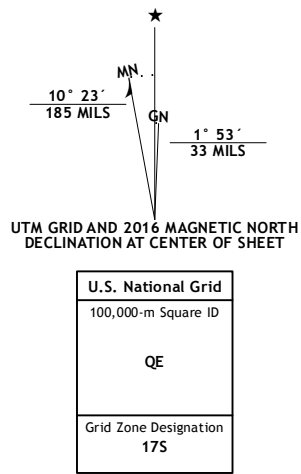 MN
10° 23´
185 MILS
GN
1° 53´
33 MILS
UTM GRID AND 2016 MAGNETIC NORTH
DECLINATION AT CENTER OF SHEET
U.S. National Grid
100,000-m Square ID
QE
Grid Zone Designation
17S